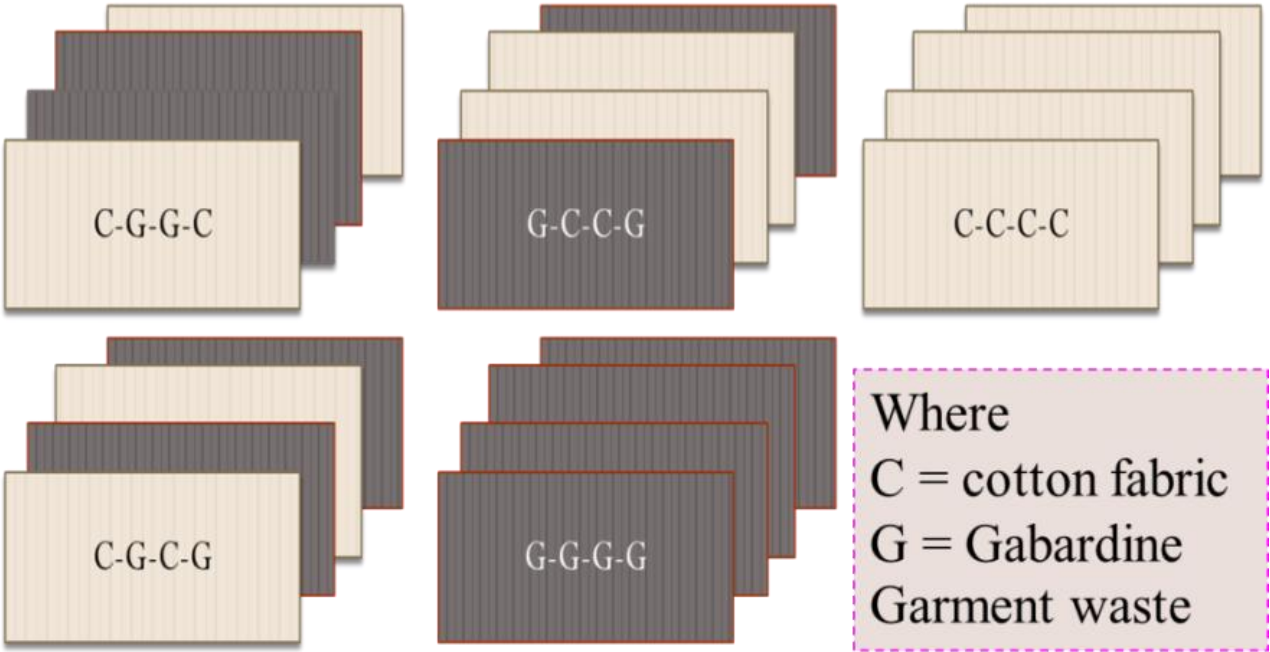 C-G-G-C
G-C-C-G
C-C-C-C
C-G-C-G
G-G-G-G
Where
C = cotton fabric
G = Gabardine
Garment waste